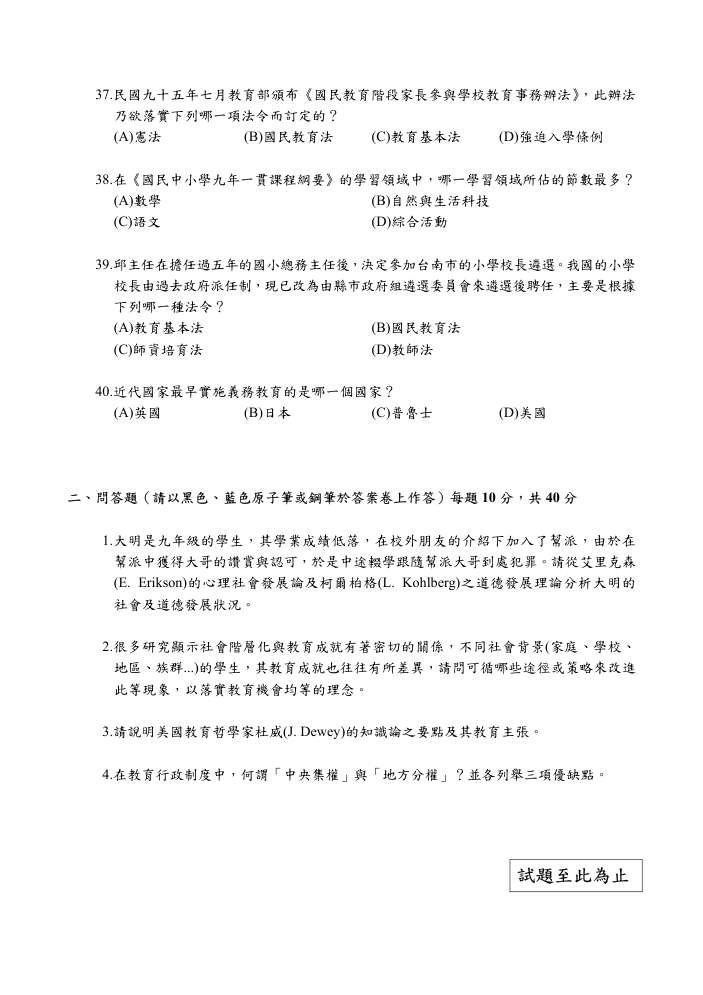 37.民國九十五年七月教育部頒布《國民教育階段家長參與學校教育事務辦法》，此辦法
乃欲落實下列哪一項法令而訂定的？
(A)憲法 (B)國民教育法 (C)教育基本法 (D)強迫入學條例
38.在《國民中小學九年一貫課程綱要》的學習領域中，哪一學習領域所佔的節數最多？
(A)數學 (B)自然與生活科技
(C)語文 (D)綜合活動
39.邱主任在擔任過五年的國小總務主任後，決定參加台南市的小學校長遴選。我國的小學
校長由過去政府派任制，現已改為由縣市政府組遴選委員會來遴選後聘任，主要是根據
下列哪一種法令？
(A)教育基本法 (B)國民教育法
(C)師資培育法 (D)教師法
40.近代國家最早實施義務教育的是哪一個國家？
(A)英國 (B)日本 (C)普魯士 (D)美國
二、問答題（請以黑色、藍色原子筆或鋼筆於答案卷上作答）每題 10 分，共 40 分
1.大明是九年級的學生，其學業成績低落，在校外朋友的介紹下加入了幫派，由於在
幫派中獲得大哥的讚賞與認可，於是中途輟學跟隨幫派大哥到處犯罪。請從艾里克森
(E. Erikson)的心理社會發展論及柯爾柏格(L. Kohlberg)之道德發展理論分析大明的
社會及道德發展狀況。
2.很多研究顯示社會階層化與教育成就有著密切的關係，不同社會背景(家庭、學校、
地區、族群...)的學生，其教育成就也往往有所差異，請問可循哪些途徑或策略來改進
此等現象，以落實教育機會均等的理念。
3.請說明美國教育哲學家杜威(J. Dewey)的知識論之要點及其教育主張。
4.在教育行政制度中，何謂「中央集權」與「地方分權」？並各列舉三項優缺點。
試題至此為止